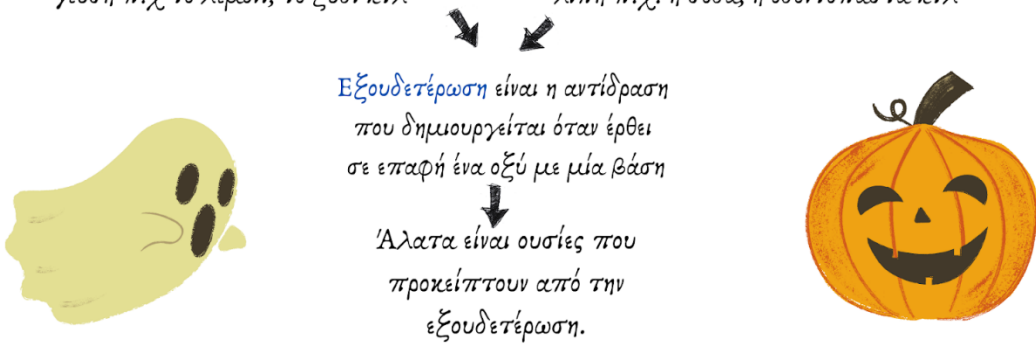 Εξουδετέρωση είναι η αντίδραση
που δημιουργείται όταν έρθει
σε επαφή ένα οξύ με μία βάση
Άλατα είναι ουσίες που
προκείπτουν από την
εξουδετέρωση.